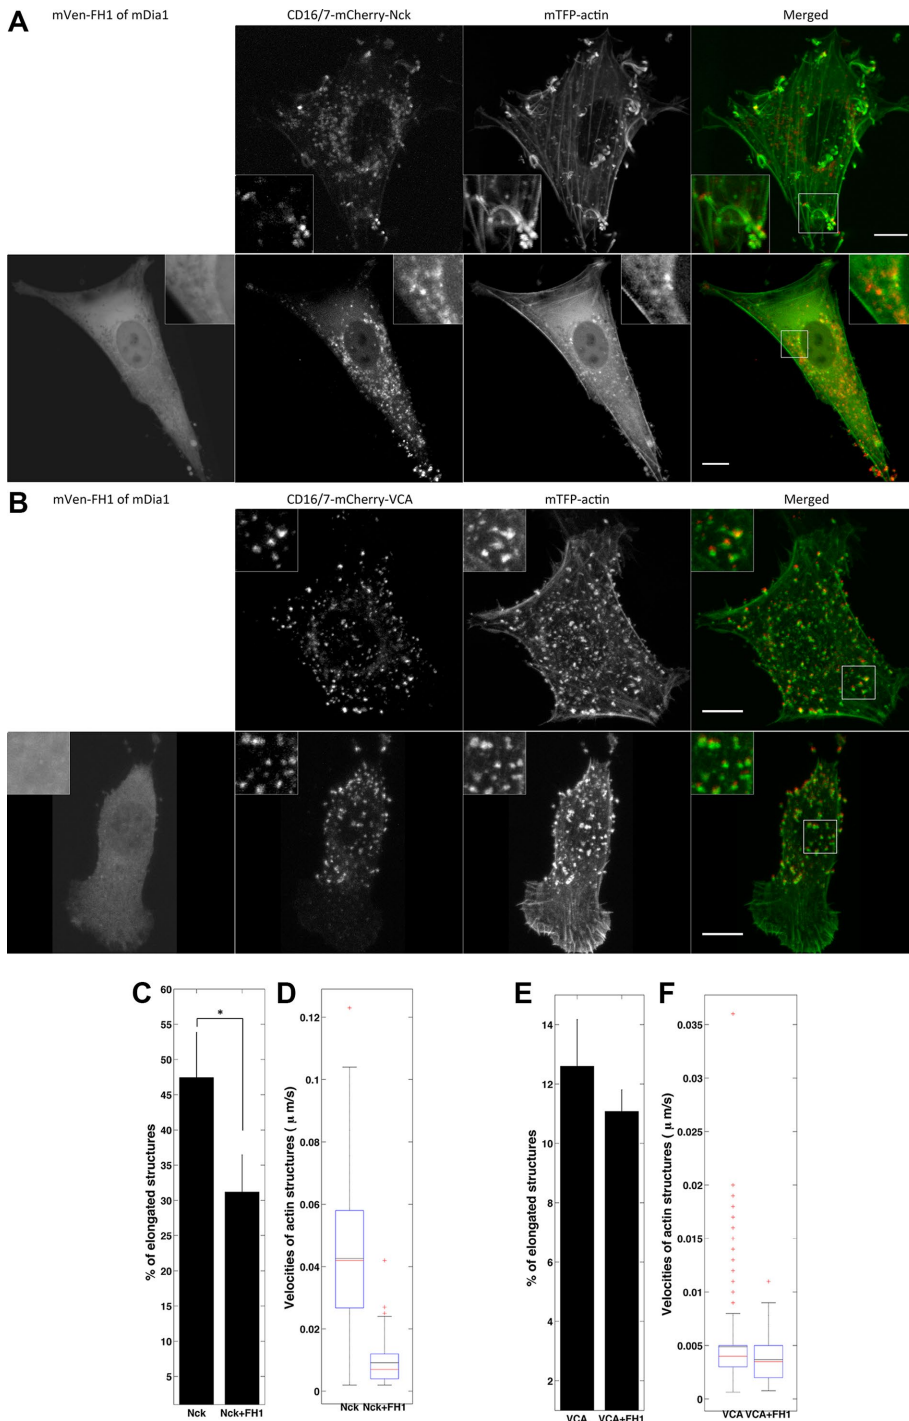 A
mVen-FH1 of mDia1 CD16/7-mCherry-Nck mTFP-actin Merged
B
mVen-FH1 of mDia1 CD16/7-mCherry-VCA mTFP-actin Merged
C
% of elongated structures
60
55
50
45
40
35
30
25
20
15
10
5
*
Nck Nck+FH1
D
Velocities of actin structures ( μ m/s)
0.12
0.1
0.08
0.06
0.04
0.02
0
Nck Nck+FH1
E
% of elongated structures
14
12
10
8
6
4
2
VCA VCA+FH1
F
Velocities of actin structures ( μ m/s)
0.035
0.03
0.025
0.02
0.015
0.01
0.005
0
VCA VCA+FH1